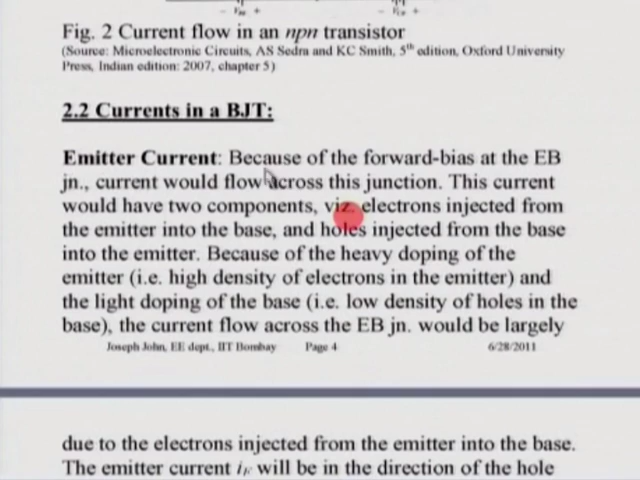 Fig. 2 Current flow in an npn transistor
(Source: Microelectronic Circuits, AS Sedra and KC Smith, 5th edition, Oxford University
Press, Indian edition: 2007, chapter 5)
2.2 Currents in a BJT:
Emitter Current: Because of the forward-bias at the EB
jn., current would flow across this junction. This current
would have two components, viz. electrons injected from
the emitter into the base, and holes injected from the base
into the emitter. Because of the heavy doping of the
emitter (i.e. high density of electrons in the emitter) and
the light doping of the base (i.e. low density of holes in the
base), the current flow across the EB jn. would be largely
Joseph John, EE dept., IIT Bombay Page 4 6/28/2011
due to the electrons injected from the emitter into the base.
The emitter current iE will be in the direction of the hole